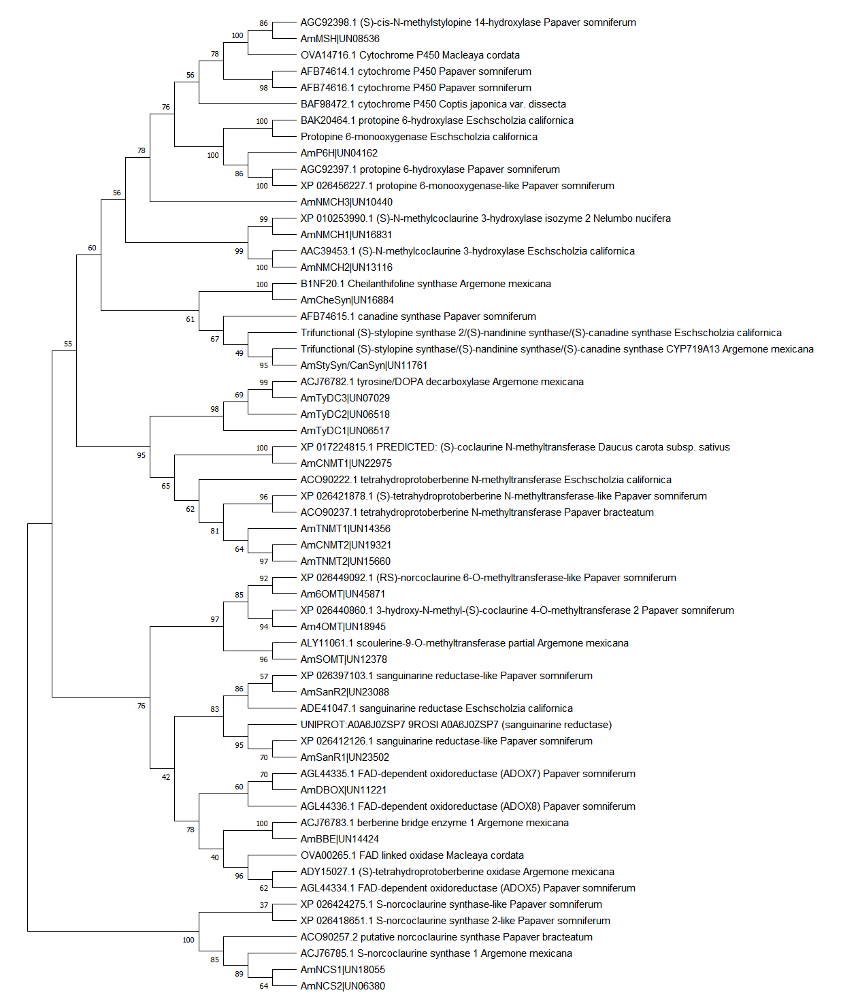 86
AGC92398.1 (S)-cis-N-methylstylopine 14-hydroxylase Papaver somniferum
100
AmMSH|UN08536
78
OVA14716.1 Cytochrome P450 Macleaya cordata
56
AFB74614.1 cytochrome P450 Papaver somniferum
98
AFB74616.1 cytochrome P450 Papaver somniferum
76
BAF98472.1 cytochrome P450 Coptis japonica var. dissecta
100
BAK20464.1 protopine 6-hydroxylase Eschscholzia californica
Protopine 6-monooxygenase Eschscholzia californica
78
100
AmP6H|UN04162
86
AGC92397.1 protopine 6-hydroxylase Papaver somniferum
100
XP 026456227.1 protopine 6-monooxygenase-like Papaver somniferum
56
AmNMCH3|UN10440
99
XP 010253990.1 (S)-N-methylcoclaurine 3-hydroxylase isozyme 2 Nelumbo nucifera
AmNMCH1|UN16831
60
99
AAC39453.1 (S)-N-methylcoclaurine 3-hydroxylase Eschscholzia californica
100
AmNMCH2|UN13116
100
B1NF20.1 Cheilanthifoline synthase Argemone mexicana
AmCheSyn|UN16884
61
AFB74615.1 canadine synthase Papaver somniferum
67
Trifunctional (S)-stylopine synthase 2/(S)-nandinine synthase/(S)-canadine synthase Eschscholzia californica
55
49
Trifunctional (S)-stylopine synthase/(S)-nandinine synthase/(S)-canadine synthase CYP719A13 Argemone mexicana
95
AmStySyn/CanSyn|UN11761
99
ACJ76782.1 tyrosine/DOPA decarboxylase Argemone mexicana
69
AmTyDC3|UN07029
98
AmTyDC2|UN06518
AmTyDC1|UN06517
95
100
XP 017224815.1 PREDICTED: (S)-coclaurine N-methyltransferase Daucus carota subsp. sativus
AmCNMT1|UN22975
65
ACO90222.1 tetrahydroprotoberberine N-methyltransferase Eschscholzia californica
62
96
XP 026421878.1 (S)-tetrahydroprotoberberine N-methyltransferase-like Papaver somniferum
ACO90237.1 tetrahydroprotoberberine N-methyltransferase Papaver bracteatum
81
AmTNMT1|UN14356
64
AmCNMT2|UN19321
97
AmTNMT2|UN15660
92
XP 026449092.1 (RS)-norcoclaurine 6-O-methyltransferase-like Papaver somniferum
85
Am6OMT|UN45871
XP 026440860.1 3-hydroxy-N-methyl-(S)-coclaurine 4-O-methyltransferase 2 Papaver somniferum
97
94
Am4OMT|UN18945
ALY11061.1 scoulerine-9-O-methyltransferase partial Argemone mexicana
96
AmSOMT|UN12378
57
XP 026397103.1 sanguinarine reductase-like Papaver somniferum
86
AmSanR2|UN23088
76
83
ADE41047.1 sanguinarine reductase Eschscholzia californica
UNIPROT:A0A6J0ZSP7 9ROSI A0A6J0ZSP7 (sanguinarine reductase)
95
XP 026412126.1 sanguinarine reductase-like Papaver somniferum
70
AmSanR1|UN23502
42
70
AGL44335.1 FAD-dependent oxidoreductase (ADOX7) Papaver somniferum
60
AmDBOX|UN11221
AGL44336.1 FAD-dependent oxidoreductase (ADOX8) Papaver somniferum
78
100
ACJ76783.1 berberine bridge enzyme 1 Argemone mexicana
AmBBE|UN14424
40
OVA00265.1 FAD linked oxidase Macleaya cordata
96
ADY15027.1 (S)-tetrahydroprotoberberine oxidase Argemone mexicana
62
AGL44334.1 FAD-dependent oxidoreductase (ADOX5) Papaver somniferum
37
XP 026424275.1 S-norcoclaurine synthase-like Papaver somniferum
XP 026418651.1 S-norcoclaurine synthase 2-like Papaver somniferum
100
ACO90257.2 putative norcoclaurine synthase Papaver bracteatum
85
ACJ76785.1 S-norcoclaurine synthase 1 Argemone mexicana
89
AmNCS1|UN18055
64
AmNCS2|UN06380